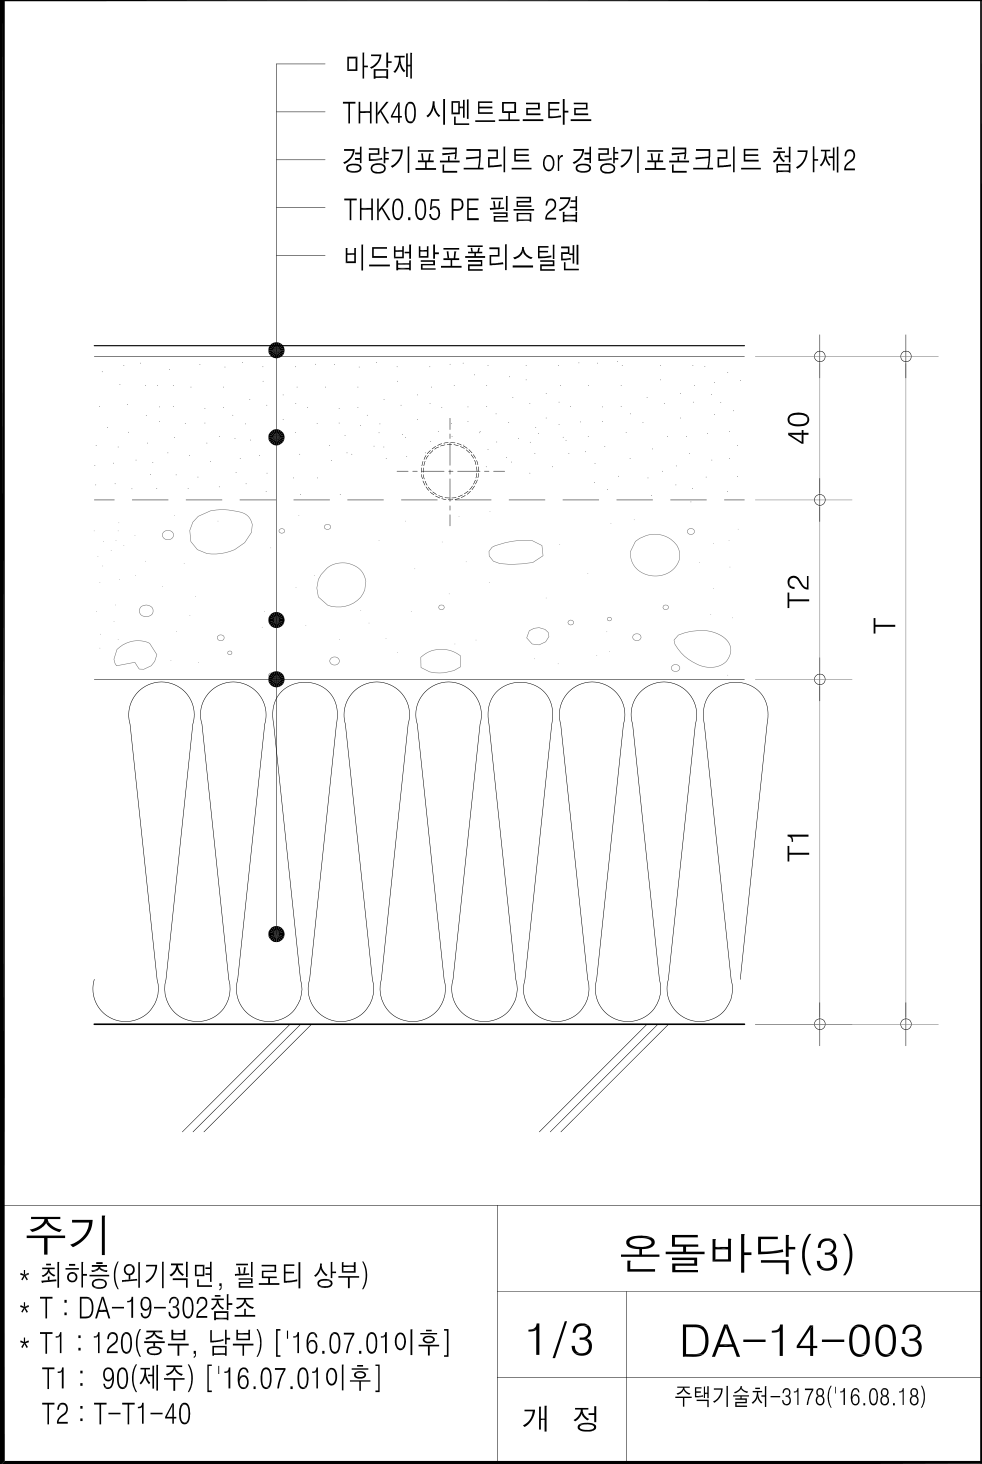 마감재
THK40 시멘트모르타르
경량기포콘크리트 or 경량기포콘크리트 첨가제2
THK0.05 PE 필름 2겹
비드법발포폴리스틸렌
40
T2
T
T1
주기
* 최하층(외기직면, 필로티 상부)
* T : DA-19-302참조
* T1 : 120(중부, 남부) ['16.07.01이후]
T1 : 90(제주) ['16.07.01이후]
T2 : T-T1-40
온돌바닥(3)
1/3
DA-14-003
개 정
주택기술처-3178('16.08.18)